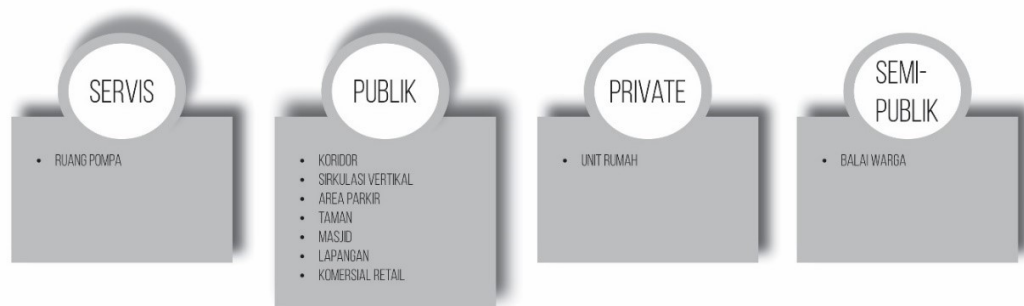 SERVIS
• RUANG POMPA
PUBLIK
• KORIDOR
• SIRKULASI VERTIKAL
• AREA PARKIR
• TAMAN
• MASJID
• LAPANGAN
• KOMERSIAL RETAIL
PRIVATE
• UNIT RUMAH
SEMI-
PUBLIK
• BALAI WARGA